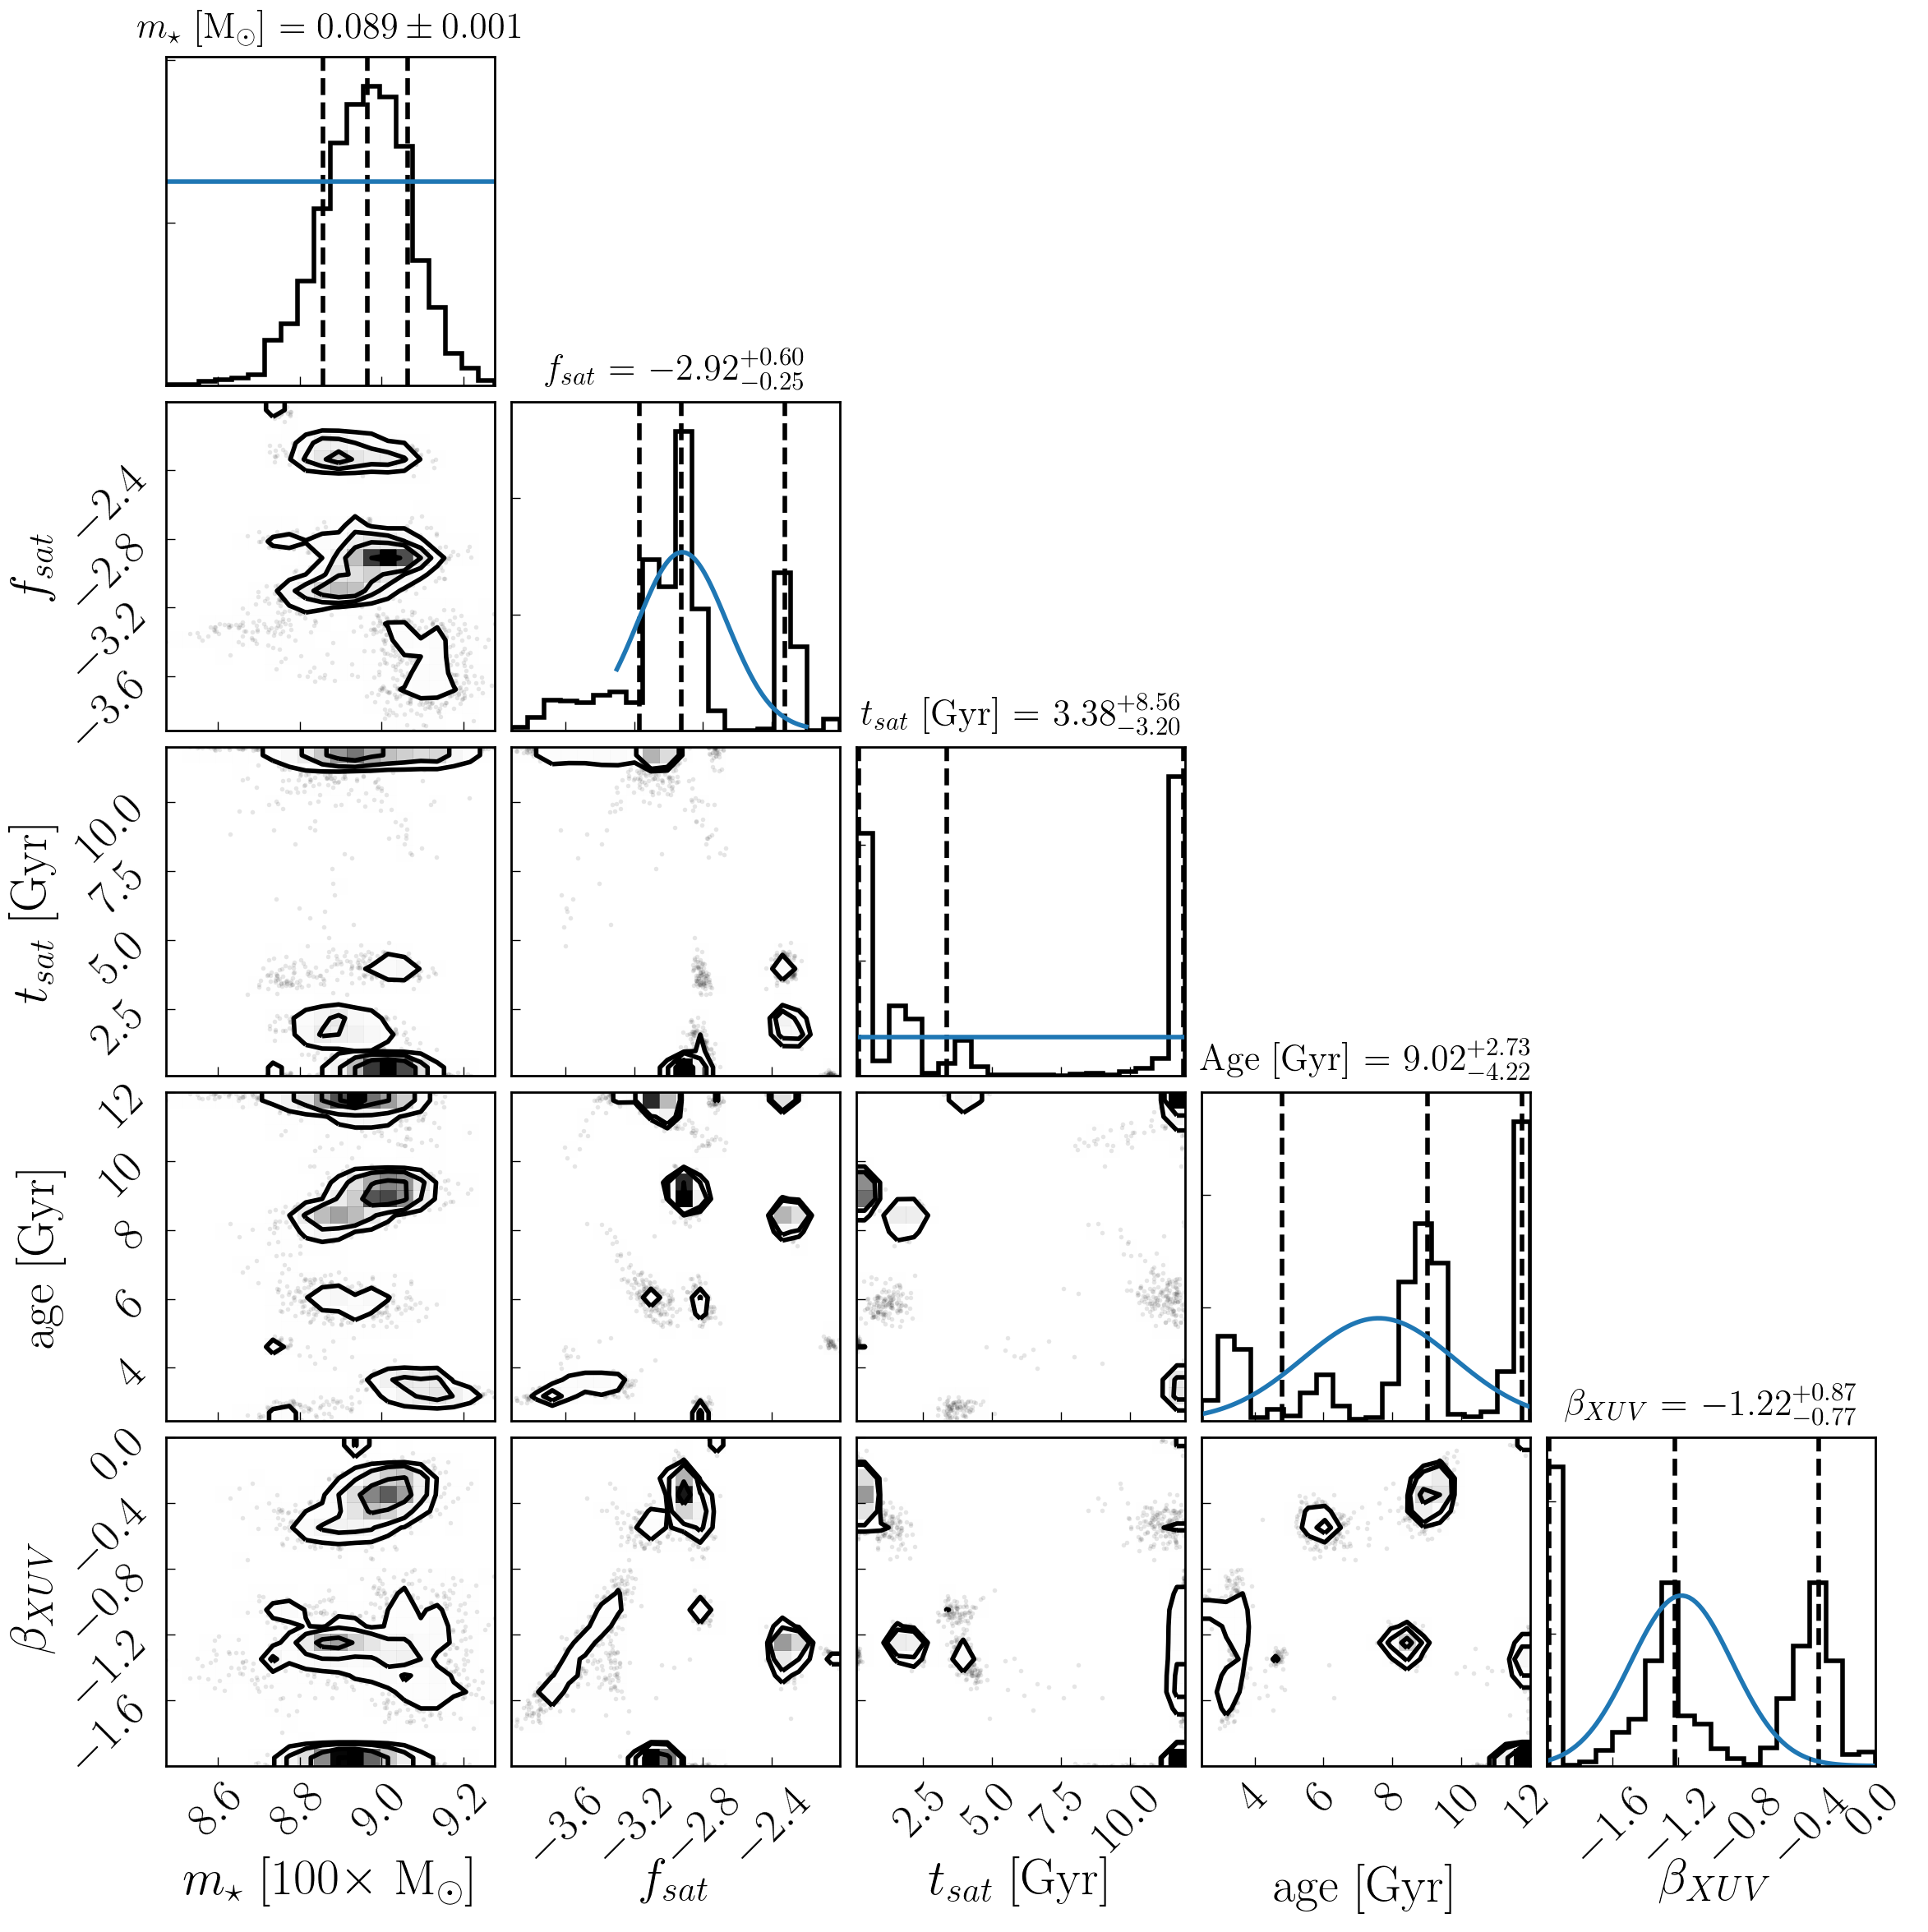 m⋆ [M⊙] = 0.089 ± 0.001
f_sat = −2.92 +0.60 −0.25
−2.4
−2.8
−3.2
−3.6
f_sat
t_sat [Gyr] = 3.38 +8.56 −3.20
10.0
7.5
5.0
2.5
t_sat [Gyr]
Age [Gyr] = 9.02 +2.73 −4.22
12
10
8
6
4
age [Gyr]
β_XUV = −1.22 +0.87 −0.77
0.0
−0.4
−0.8
−1.2
−1.6
β_XUV
8.6 8.8 9.0 9.2
−3.6 −3.2 −2.8 −2.4
2.5 5.0 7.5 10.0
4 6 8 10 12
−1.6 −1.2 −0.8 −0.4 0.0
m⋆ [100× M⊙]
f_sat
t_sat [Gyr]
age [Gyr]
β_XUV